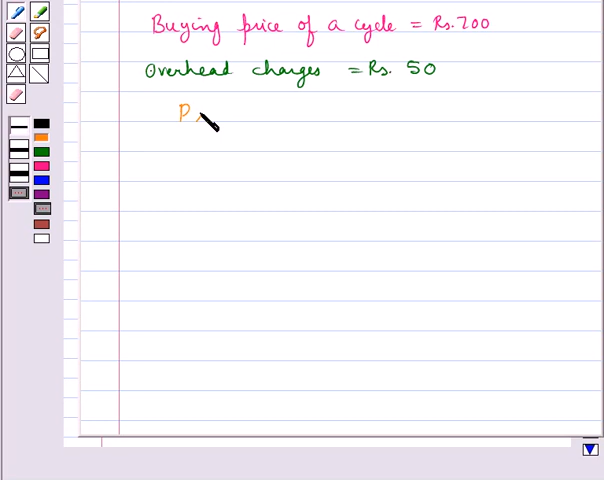 Buying price of a cycle = Rs. 700
Overhead charges = Rs. 50
P